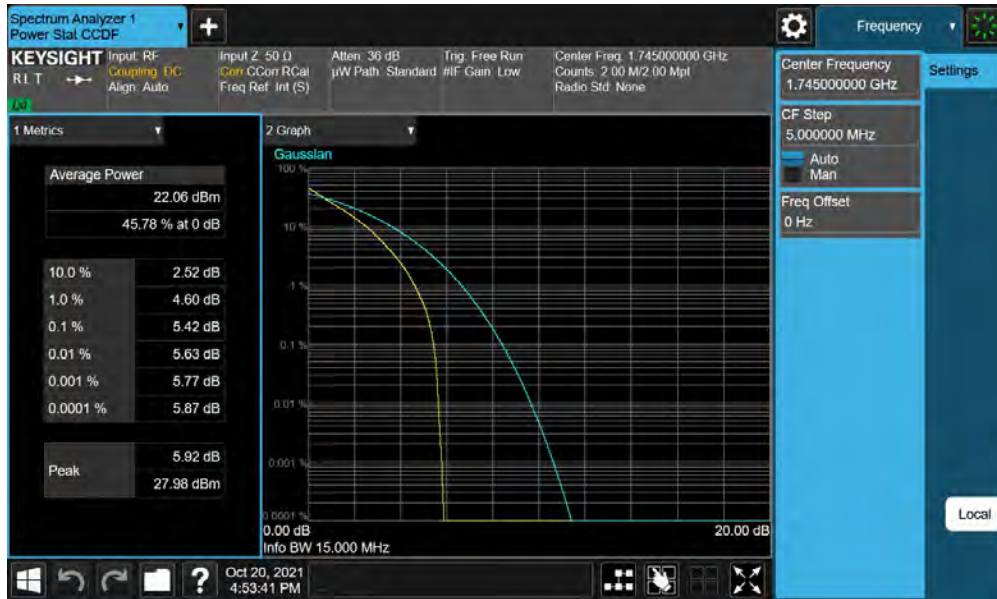 Spectrum Analyzer 1
Power Stat CCDF
Frequency
KEYSIGHT
RLT
Input: RF
Coupling: DC
Align: Auto
Input Z: 50 Ω
Corr CCorr RCal
Freq Ref: Int (S)
Atten: 36 dB
µW Path: Standard
Trig: Free Run
#IF Gain: Low
Center Freq: 1.745000000 GHz
Counts: 2.00 M/2.00 Mpt
Radio Std: None
Center Frequency
1.745000000 GHz
Settings
CF Step
5.000000 MHz
Auto
Man
Freq Offset
0 Hz
Local
1 Metrics
Average Power
22.06 dBm
45.78 % at 0 dB
10.0 % 2.52 dB
1.0 % 4.60 dB
0.1 % 5.42 dB
0.01 % 5.63 dB
0.001 % 5.77 dB
0.0001 % 5.87 dB
Peak
5.92 dB
27.98 dBm
2 Graph
Gaussian
100 %
10 %
1 %
0.1 %
0.01 %
0.001 %
0.0001 %
0.00 dB
20.00 dB
Info BW 15.000 MHz
?
Oct 20, 2021
4:53:41 PM